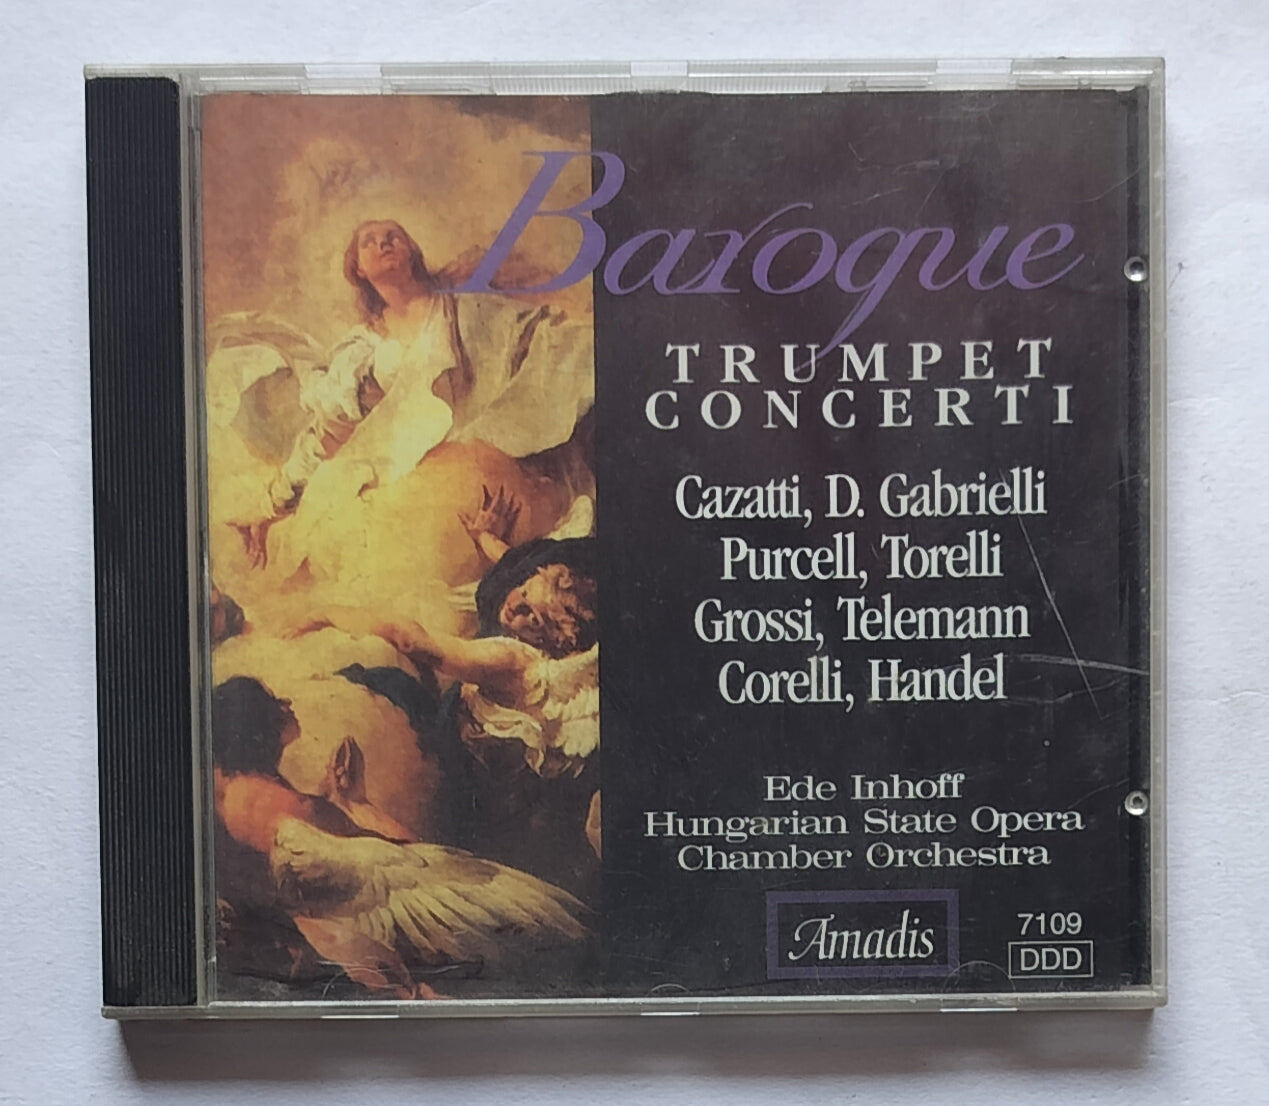 Baroque
TRUMPET
CONCERTI
Cazatti, D. Gabrielli
Purcell, Torelli
Grossi, Telemann
Corelli, Handel
Ede Inhoff
Hungarian State Opera
Chamber Orchestra
Amadis
7109
DDD